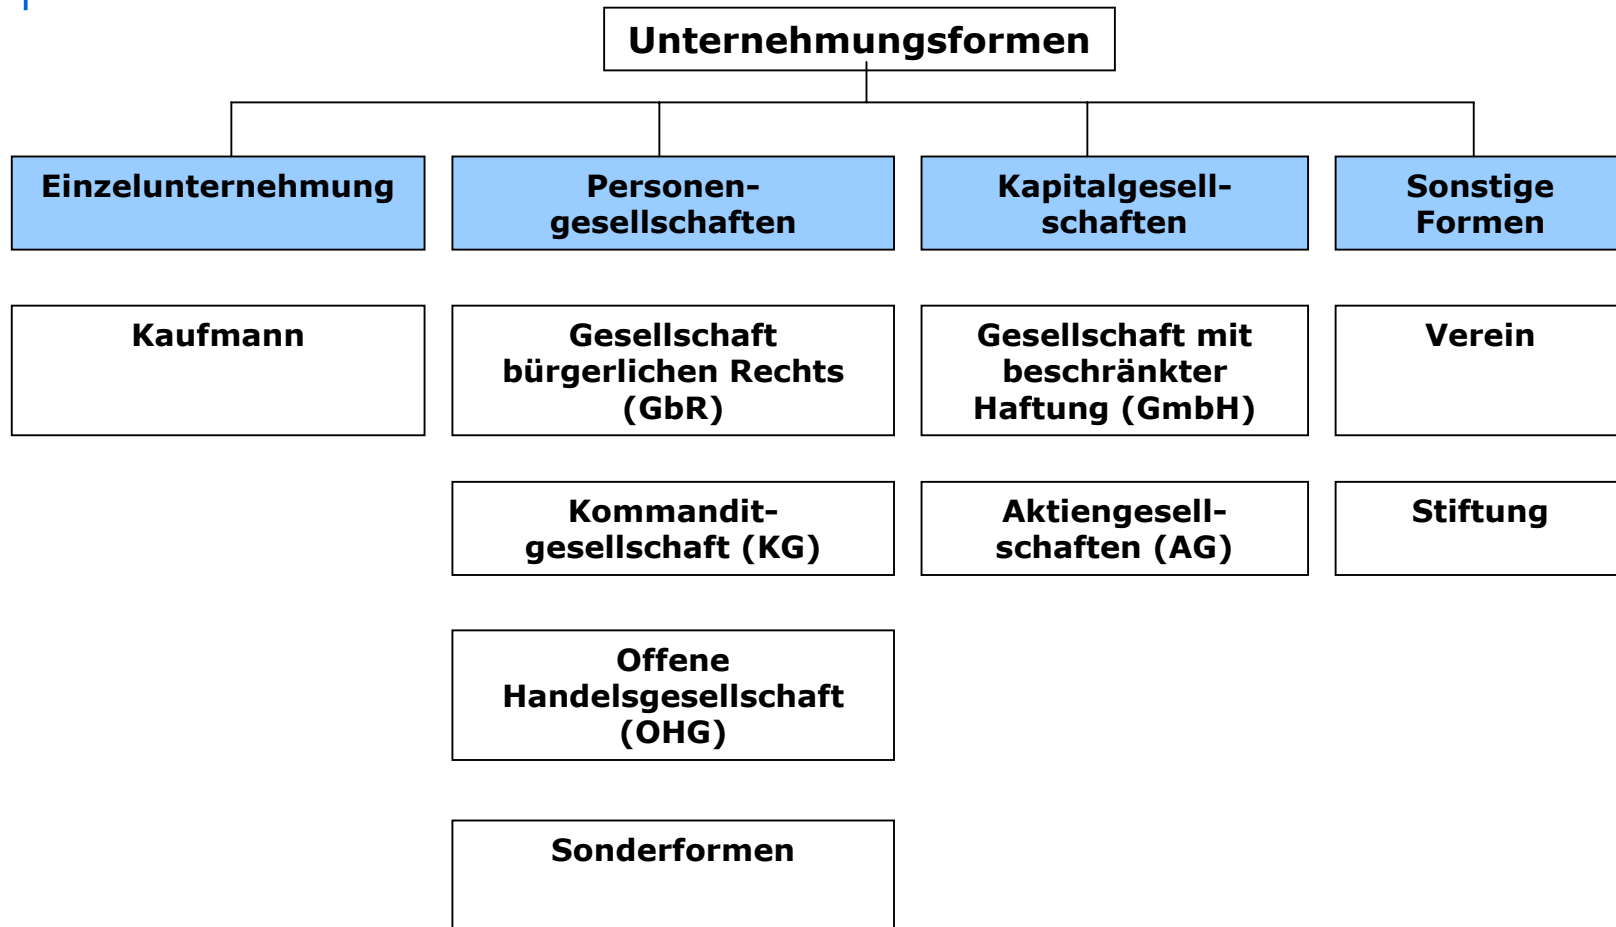 Unternehmungsformen
Einzelunternehmung
Personen-
gesellschaften
Kapitalgesell-
schaften
Sonstige
Formen
Kaufmann
Gesellschaft
bürgerlichen Rechts
(GbR)
Gesellschaft mit
beschränkter
Haftung (GmbH)
Verein
Kommandit-
gesellschaft (KG)
Aktiengesell-
schaften (AG)
Stiftung
Offene
Handelsgesellschaft
(OHG)
Sonderformen